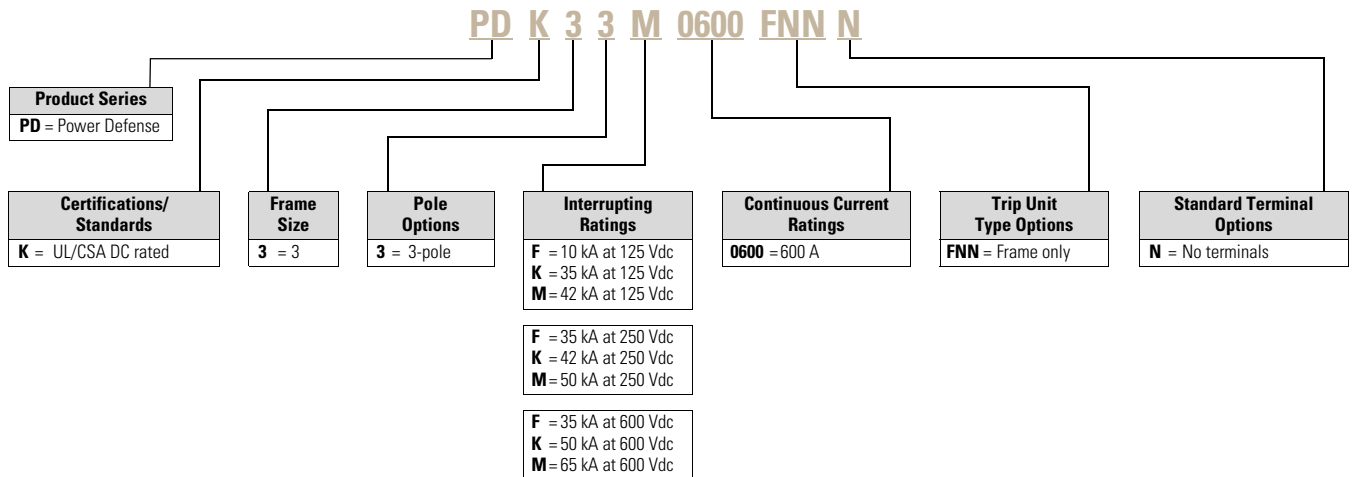 PD K 3 3 M 0600 FNN N
Product Series
PD = Power Defense
Certifications/
Standards
K = UL/CSA DC rated
Frame
Size
3 = 3
Pole
Options
3 = 3-pole
Interrupting
Ratings
F = 10 kA at 125 Vdc
K = 35 kA at 125 Vdc
M = 42 kA at 125 Vdc
F = 35 kA at 250 Vdc
K = 42 kA at 250 Vdc
M = 50 kA at 250 Vdc
F = 35 kA at 600 Vdc
K = 50 kA at 600 Vdc
M = 65 kA at 600 Vdc
Continuous Current
Ratings
0600 = 600 A
Trip Unit
Type Options
FNN = Frame only
Standard Terminal
Options
N = No terminals